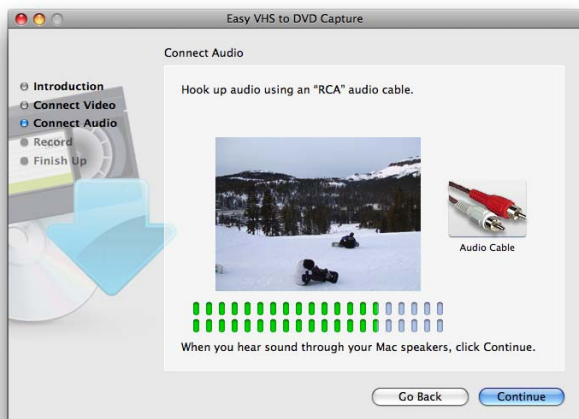 Easy VHS to DVD Capture
Connect Audio
Introduction
Connect Video
Connect Audio
Record
Finish Up
Hook up audio using an “RCA” audio cable.
Audio Cable
When you hear sound through your Mac speakers, click Continue.
Go Back
Continue